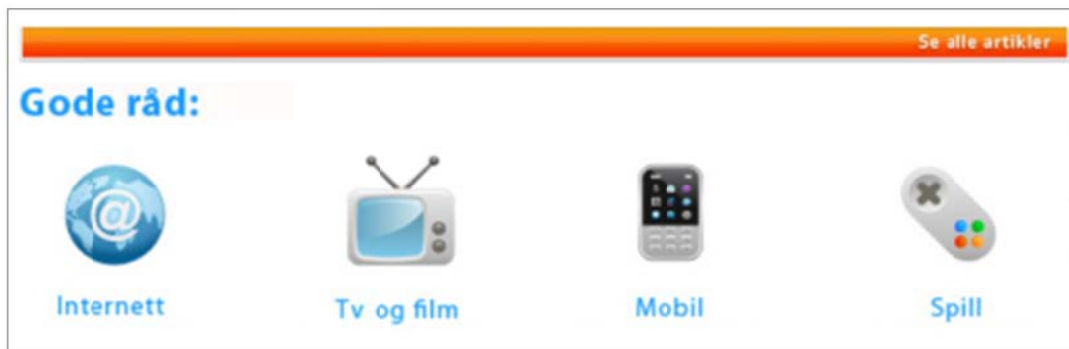 Se alle artikler
Gode råd:
Internett
Tv og film
Mobil
Spill